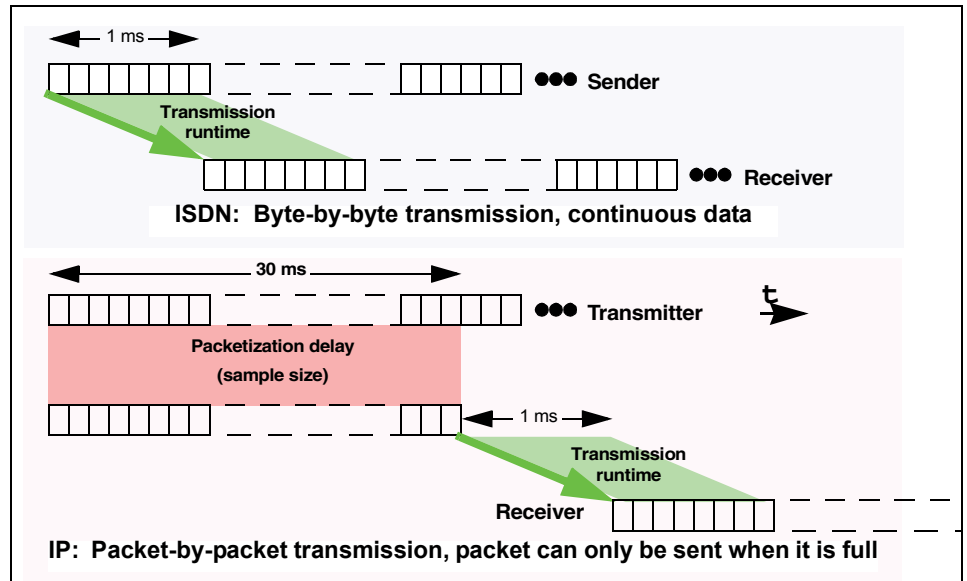 1 ms
Sender
Transmission
runtime
Receiver
ISDN: Byte-by-byte transmission, continuous data
30 ms
Transmitter
t
Packetization delay
(sample size)
1 ms
Transmission
runtime
Receiver
IP: Packet-by-packet transmission, packet can only be sent when it is full